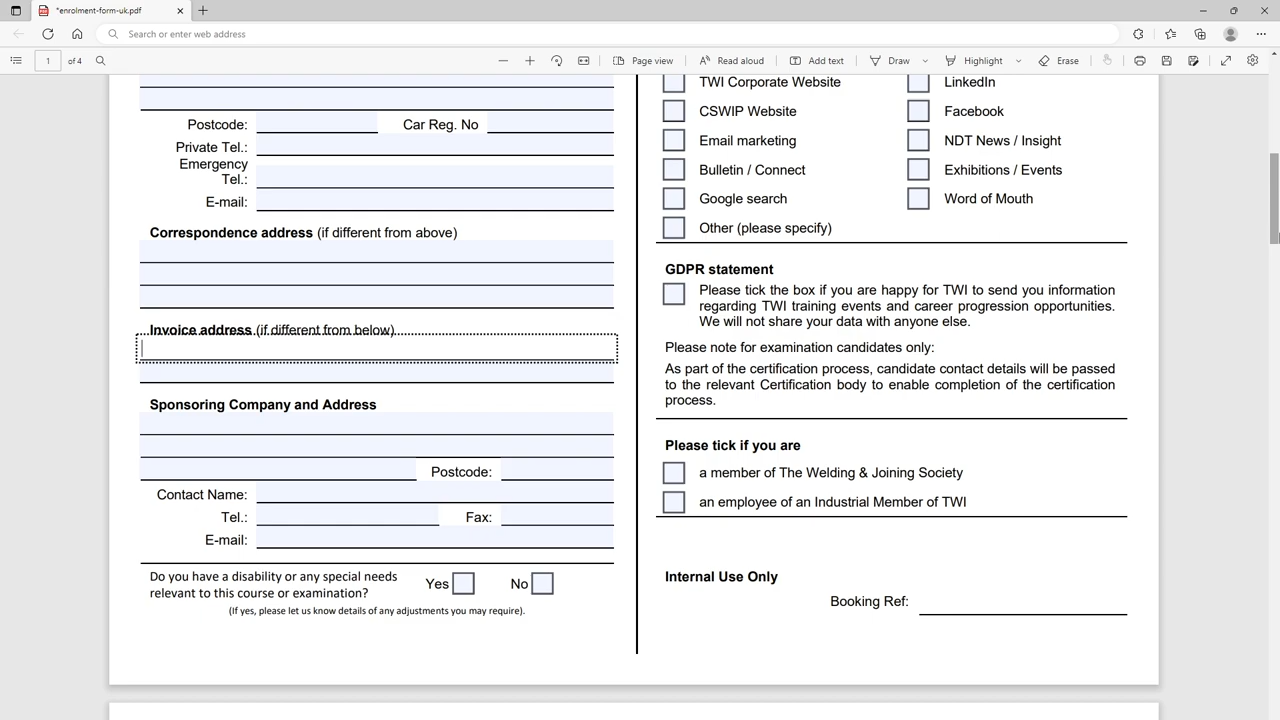 *enrolment-form-uk.pdf
Search or enter web address
1 of 4
Page view
Read aloud
Add text
Draw
Highlight
Erase
Postcode: Car Reg. No
Private Tel.:
Emergency
Tel.:
E-mail:
Correspondence address (if different from above)
Invoice address (if different from below)
Sponsoring Company and Address
Postcode:
Contact Name:
Tel.: Fax:
E-mail:
Do you have a disability or any special needs
relevant to this course or examination?
Yes No
(If yes, please let us know details of any adjustments you may require).
TWI Corporate Website LinkedIn
CSWIP Website Facebook
Email marketing NDT News / Insight
Bulletin / Connect Exhibitions / Events
Google search Word of Mouth
Other (please specify)
GDPR statement
Please tick the box if you are happy for TWI to send you information
regarding TWI training events and career progression opportunities.
We will not share your data with anyone else.
Please note for examination candidates only:
As part of the certification process, candidate contact details will be passed
to the relevant Certification body to enable completion of the certification
process.
Please tick if you are
a member of The Welding & Joining Society
an employee of an Industrial Member of TWI
Internal Use Only
Booking Ref: